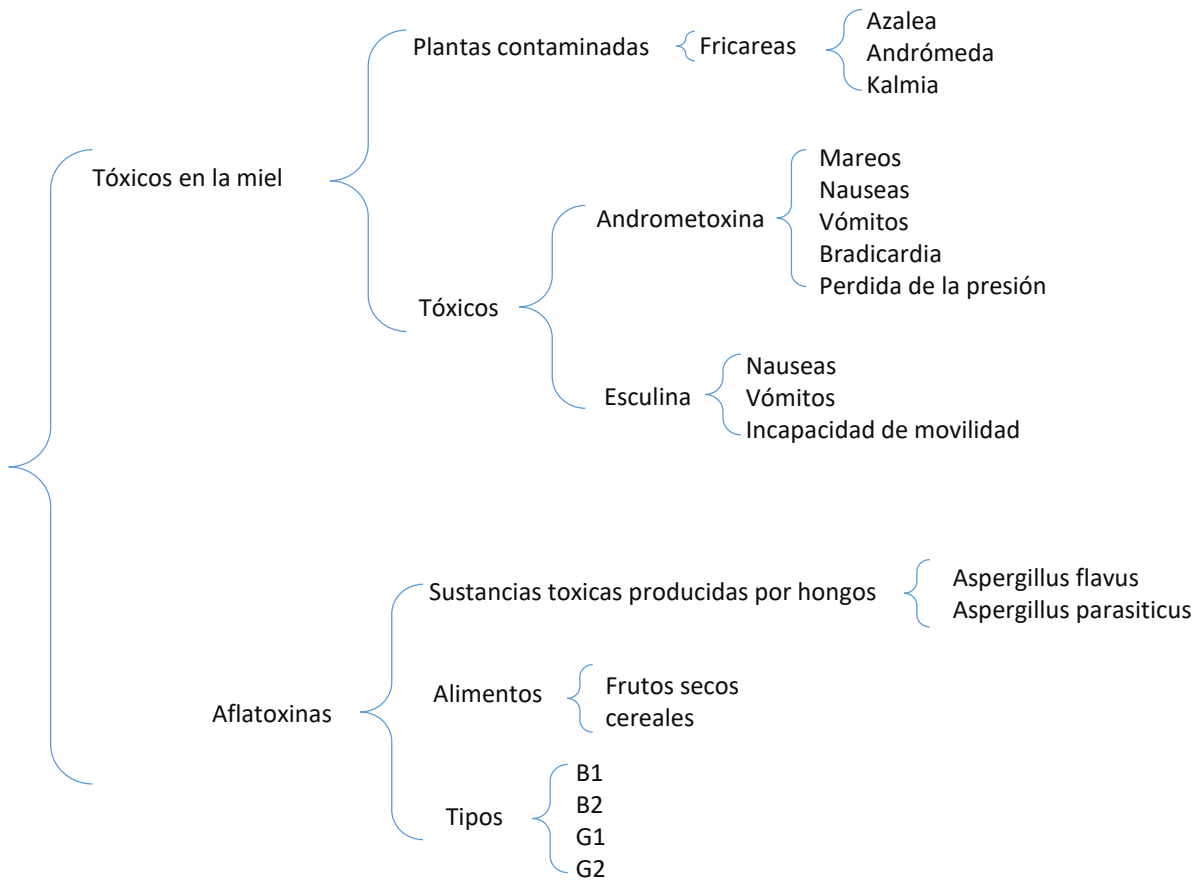 Tóxicos en la miel
Plantas contaminadas
Fricareas
Azalea
Andrómeda
Kalmia
Tóxicos
Andrometoxina
Mareos
Nauseas
Vómitos
Bradicardia
Perdida de la presión
Esculina
Nauseas
Vómitos
Incapacidad de movilidad
Aflatoxinas
Sustancias toxicas producidas por hongos
Aspergillus flavus
Aspergillus parasiticus
Alimentos
Frutos secos
cereales
Tipos
B1
B2
G1
G2